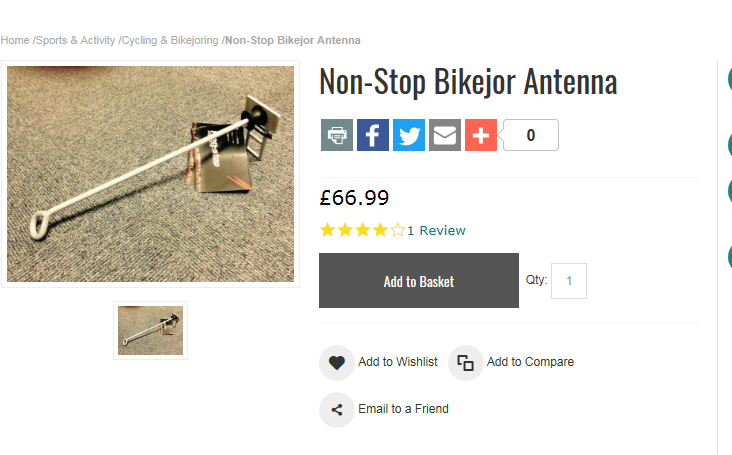 Home /Sports & Activity /Cycling & Bikejoring /Non-Stop Bikejor Antenna
Non-Stop Bikejor Antenna
0
£66.99
1 Review
Add to Basket
Qty: 1
Add to Wishlist
Add to Compare
Email to a Friend